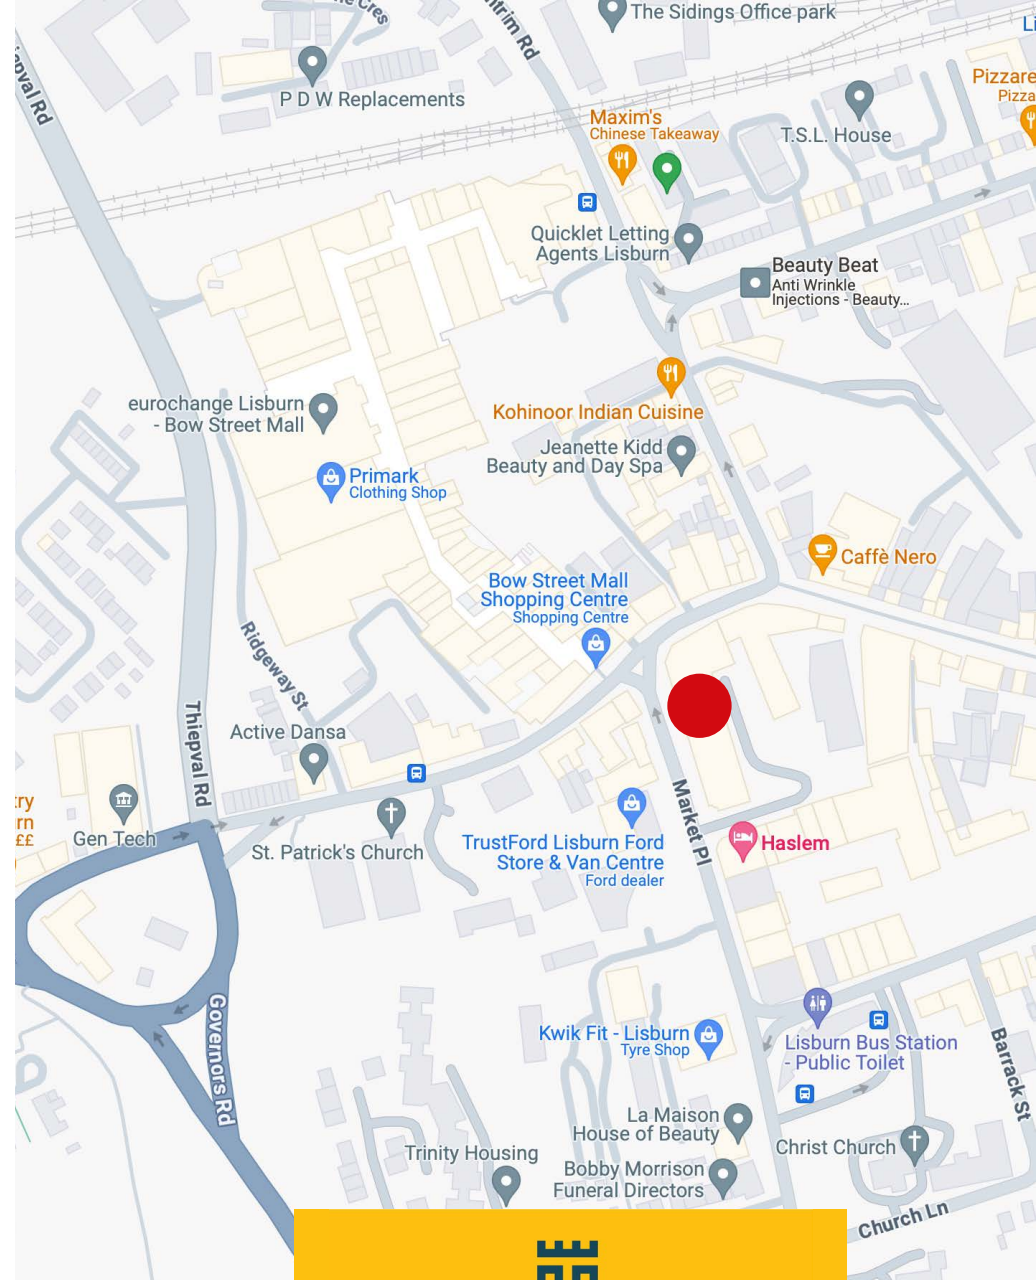 The Sidings Office park
P D W Replacements
Maxim's
Chinese Takeaway
T.S.L. House
Quicklet Letting
Agents Lisburn
Beauty Beat
Anti Wrinkle
Injections - Beauty...
eurochange Lisburn
- Bow Street Mall
Kohinoor Indian Cuisine
Jeanette Kidd
Beauty and Day Spa
Primark
Clothing Shop
Caffè Nero
Bow Street Mall
Shopping Centre
Shopping Centre
Ridgeway St
Thiepval Rd
Active Dansa
Gen Tech
St. Patrick's Church
TrustFord Lisburn Ford
Store & Van Centre
Ford dealer
Market Pl
Haslem
Governors Rd
Kwik Fit - Lisburn
Tyre Shop
Lisburn Bus Station
- Public Toilet
Barrack St
La Maison
House of Beauty
Christ Church
Trinity Housing
Bobby Morrison
Funeral Directors
Church Ln